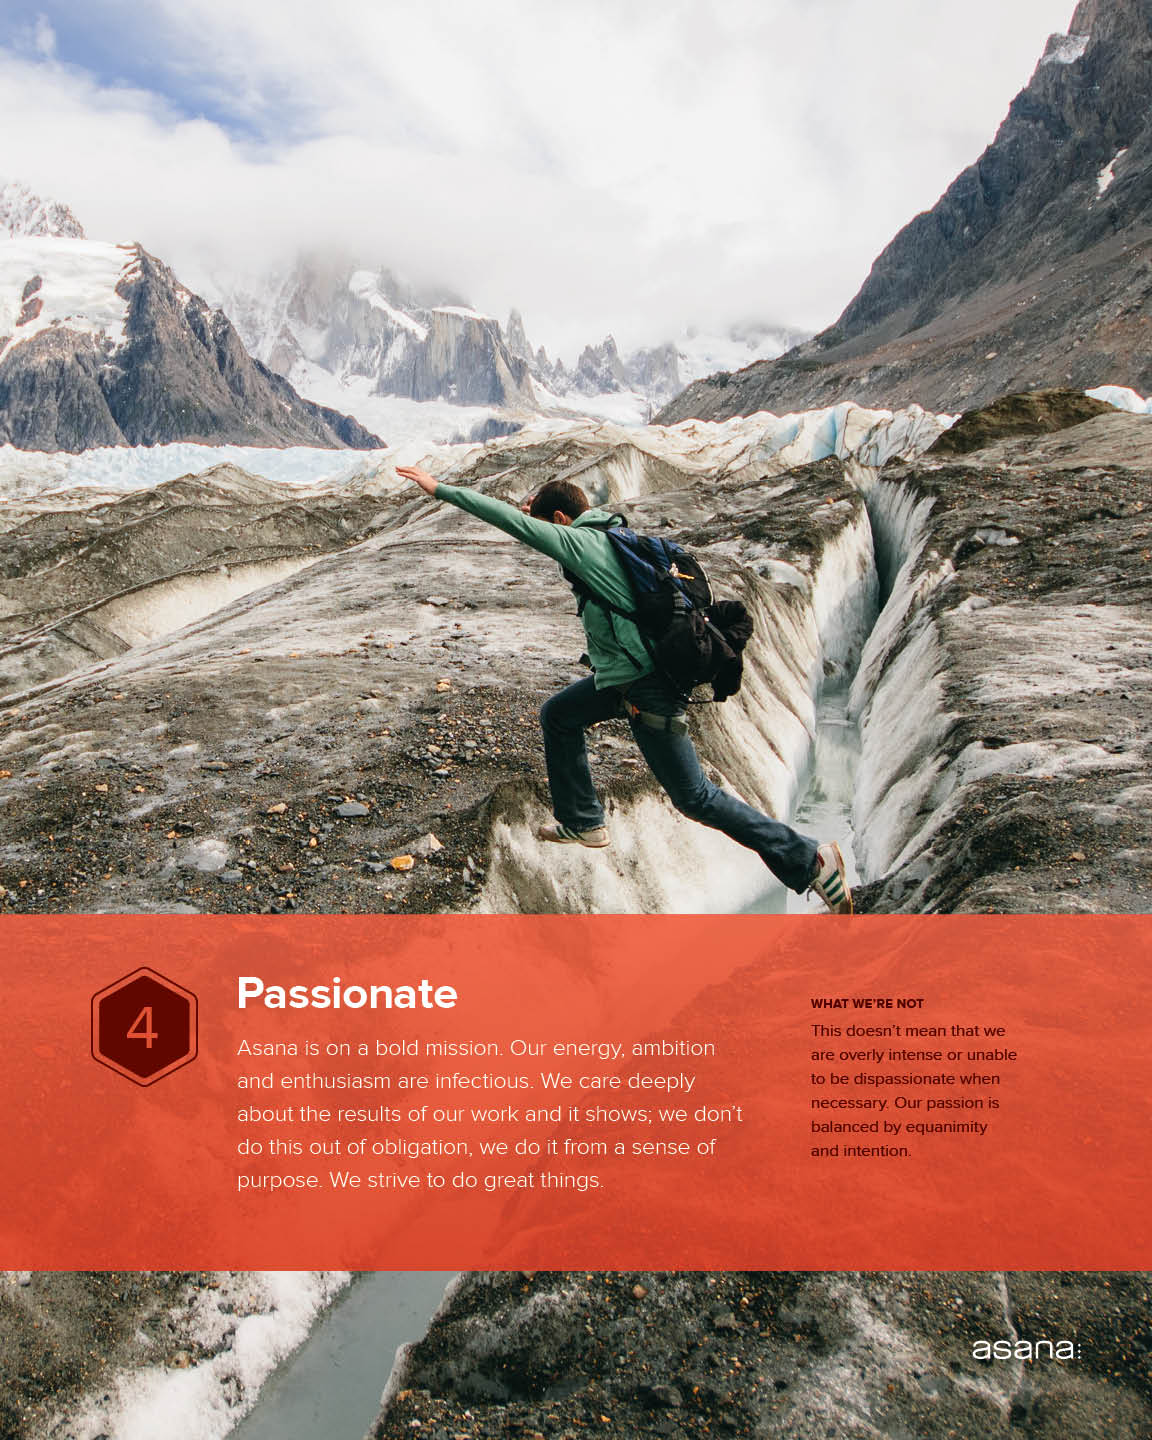 4
Passionate
Asana is on a bold mission. Our energy, ambition
and enthusiasm are infectious. We care deeply
about the results of our work and it shows; we don’t
do this out of obligation, we do it from a sense of
purpose. We strive to do great things.
WHAT WE’RE NOT
This doesn’t mean that we
are overly intense or unable
to be dispassionate when
necessary. Our passion is
balanced by equanimity
and intention.
asana: